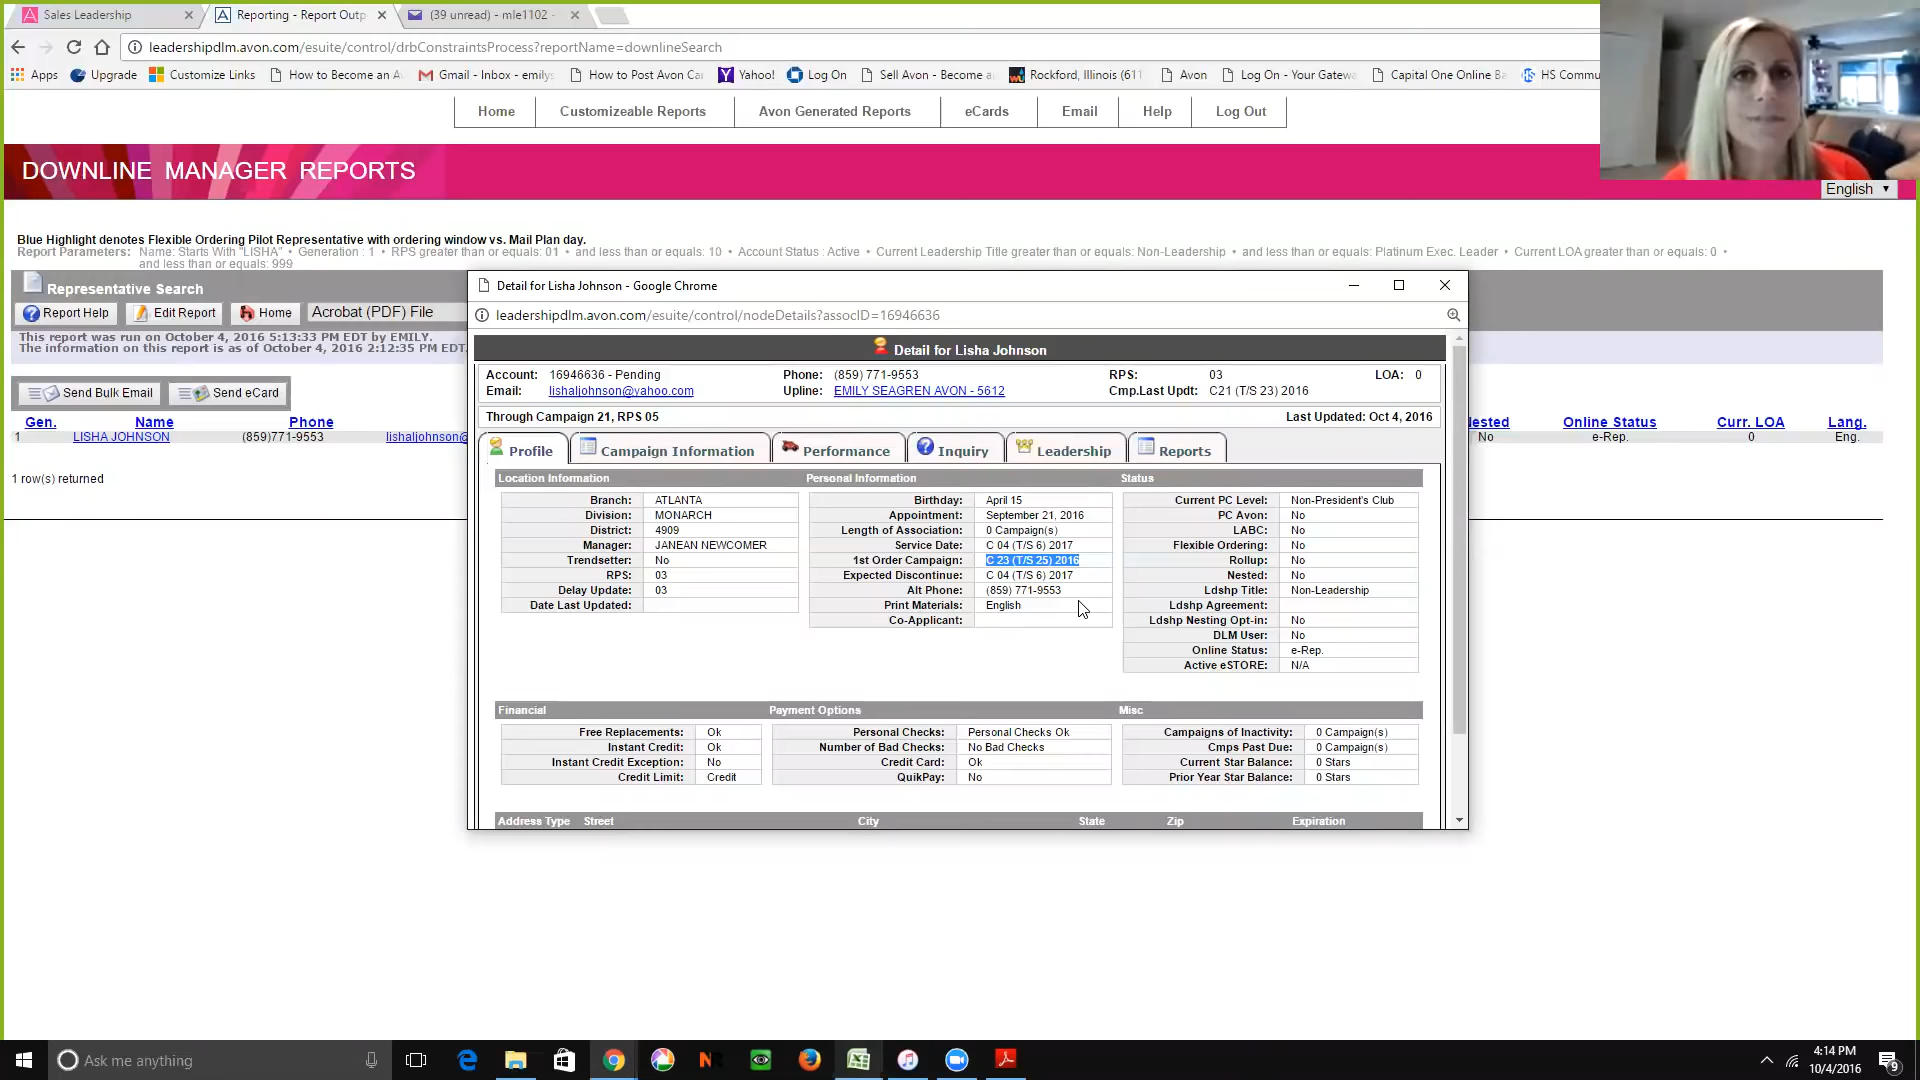 Sales Leadership
Reporting - Report Outp
(39 unread) - mle1102 -
leadershipdlm.avon.com/esuite/control/drbConstraintsProcess?reportName=downlineSearch
Apps Upgrade Customize Links How to Become an A Gmail - Inbox - emilys How to Post Avon Car Yahoo! Log On Sell Avon - Become a Rockford, Illinois (611 Avon Log On - Your Gatewa Capital One Online Ba HS Commu
Home Customizeable Reports Avon Generated Reports eCards Email Help Log Out
DOWNLINE MANAGER REPORTS
English
Blue Highlight denotes Flexible Ordering Pilot Representative with ordering window vs. Mail Plan day.
Report Parameters: Name: Starts With "LISHA" • Generation : 1 • RPS greater than or equals: 01 • and less than or equals: 10 • Account Status : Active • Current Leadership Title greater than or equals: Non-Leadership • and less than or equals: Platinum Exec. Leader • Current LOA greater than or equals: 0 •
and less than or equals: 999
Representative Search
Report Help Edit Report Home Acrobat (PDF) File
This report was run on October 4, 2016 5:13:33 PM EDT by EMILY.
The information on this report is as of October 4, 2016 2:12:35 PM EDT.
Send Bulk Email Send eCard
Gen. Name Phone
1 LISHA JOHNSON (859)771-9553 lishaljohnson@
1 row(s) returned
Nested Online Status Curr. LOA Lang.
No e-Rep. 0 Eng.
Detail for Lisha Johnson - Google Chrome
leadershipdlm.avon.com/esuite/control/nodeDetails?assocID=16946636
Detail for Lisha Johnson
Account: 16946636 - Pending Phone: (859) 771-9553 RPS: 03 LOA: 0
Email: lishaljohnson@yahoo.com Upline: EMILY SEAGREN AVON - 5612 Cmp.Last Updt: C21 (T/S 23) 2016
Through Campaign 21, RPS 05 Last Updated: Oct 4, 2016
Profile Campaign Information Performance Inquiry Leadership Reports
Location Information Personal Information Status
Branch: ATLANTA Birthday: April 15 Current PC Level: Non-President's Club
Division: MONARCH Appointment: September 21, 2016 PC Avon: No
District: 4909 Length of Association: 0 Campaign(s) LABC: No
Manager: JANEAN NEWCOMER Service Date: C 04 (T/S 6) 2017 Flexible Ordering: No
Trendsetter: No 1st Order Campaign: C 23 (T/S 25) 2016 Rollup: No
RPS: 03 Expected Discontinue: C 04 (T/S 6) 2017 Nested: No
Delay Update: 03 Alt Phone: (859) 771-9553 Ldshp Title: Non-Leadership
Date Last Updated: Print Materials: English Ldshp Agreement:
Co-Applicant: Ldshp Nesting Opt-in: No
DLM User: No
Online Status: e-Rep.
Active eSTORE: N/A
Financial Payment Options Misc
Free Replacements: Ok Personal Checks: Personal Checks Ok Campaigns of Inactivity: 0 Campaign(s)
Instant Credit: Ok Number of Bad Checks: No Bad Checks Cmps Past Due: 0 Campaign(s)
Instant Credit Exception: No Credit Card: Ok Current Star Balance: 0 Stars
Credit Limit: Credit QuikPay: No Prior Year Star Balance: 0 Stars
Address Type Street City State Zip Expiration
Ask me anything
4:14 PM
10/4/2016
9